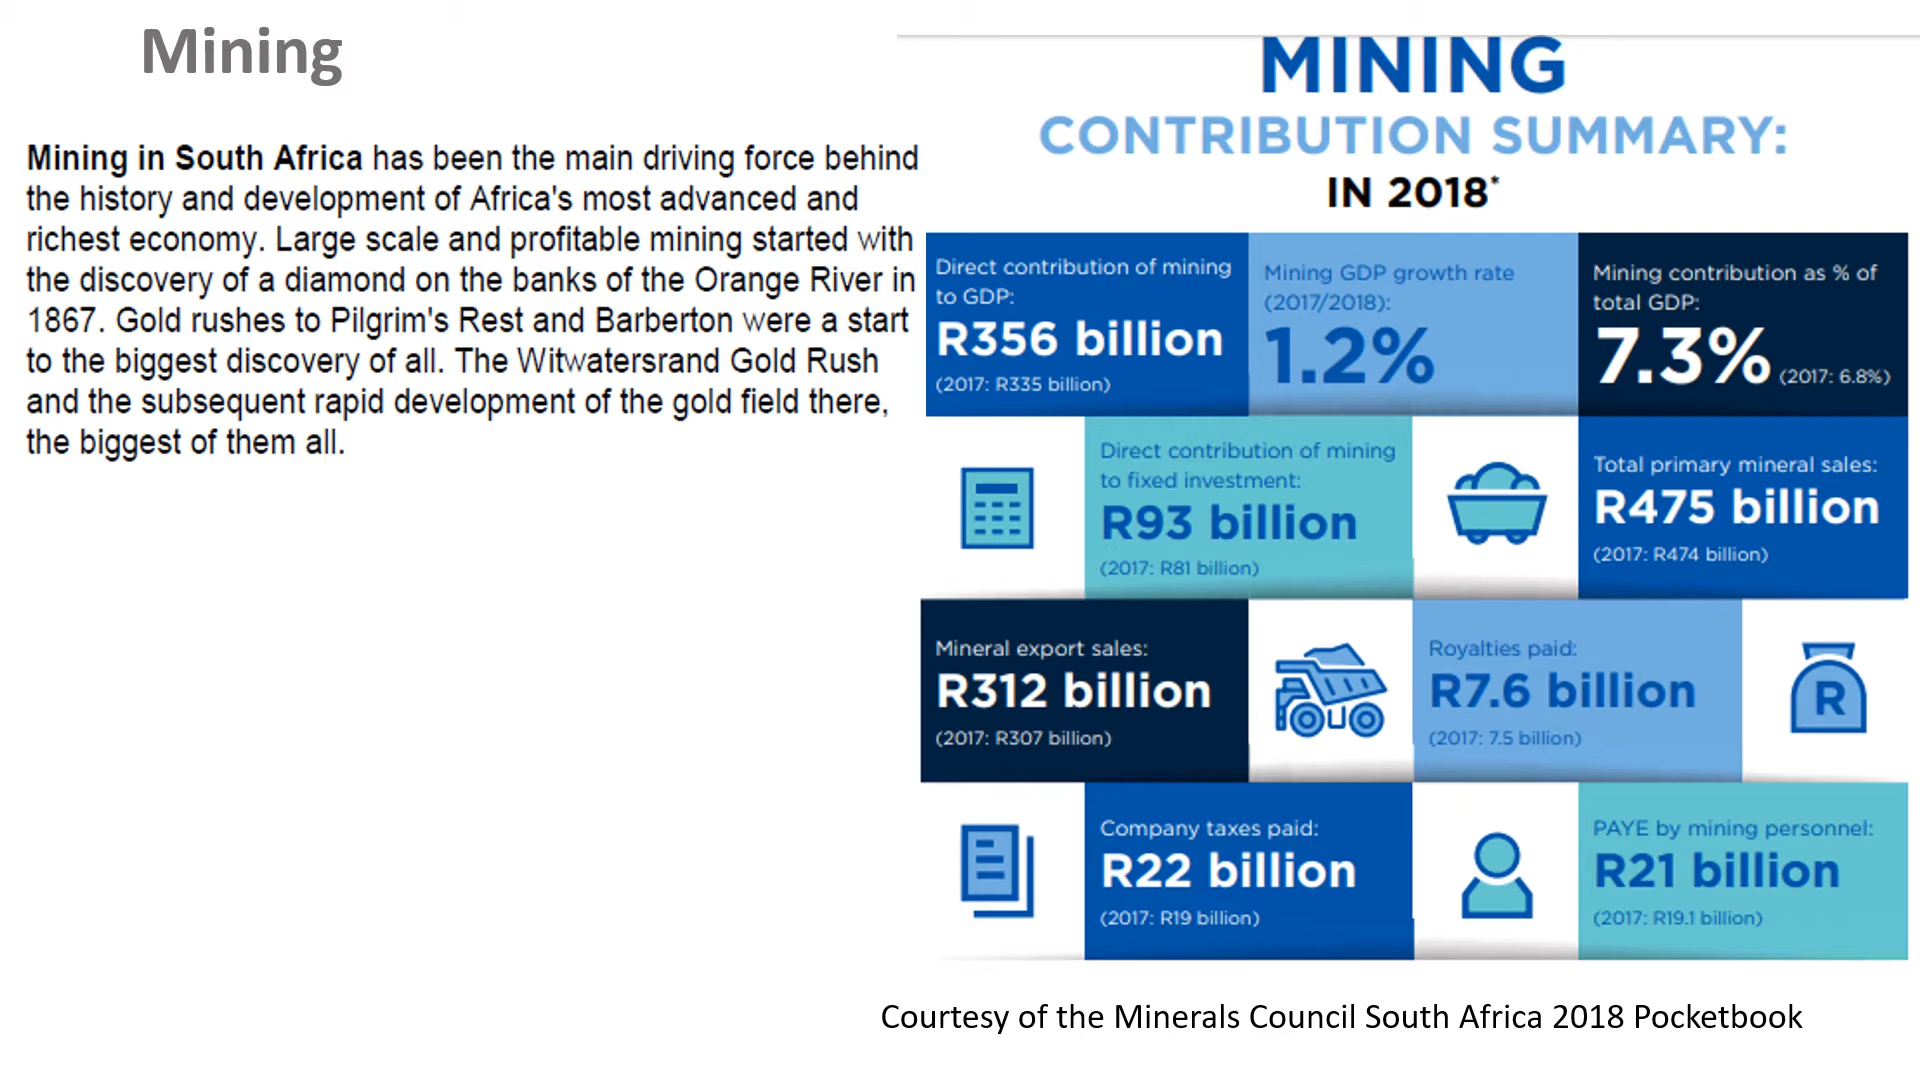 Mining
Mining in South Africa has been the main driving force behind
the history and development of Africa's most advanced and
richest economy. Large scale and profitable mining started with
the discovery of a diamond on the banks of the Orange River in
1867. Gold rushes to Pilgrim's Rest and Barberton were a start
to the biggest discovery of all. The Witwatersrand Gold Rush
and the subsequent rapid development of the gold field there,
the biggest of them all.
MINING
CONTRIBUTION SUMMARY:
IN 2018*
Direct contribution of mining
to GDP:
R356 billion
(2017: R335 billion)
Mining GDP growth rate
(2017/2018):
1.2%
Mining contribution as % of
total GDP:
7.3% (2017: 6.8%)
Direct contribution of mining
to fixed investment:
R93 billion
(2017: R81 billion)
Total primary mineral sales:
R475 billion
(2017: R474 billion)
Mineral export sales:
R312 billion
(2017: R307 billion)
Royalties paid:
R7.6 billion
(2017: 7.5 billion)
R
Company taxes paid:
R22 billion
(2017: R19 billion)
PAYE by mining personnel:
R21 billion
(2017: R19.1 billion)
Courtesy of the Minerals Council South Africa 2018 Pocketbook